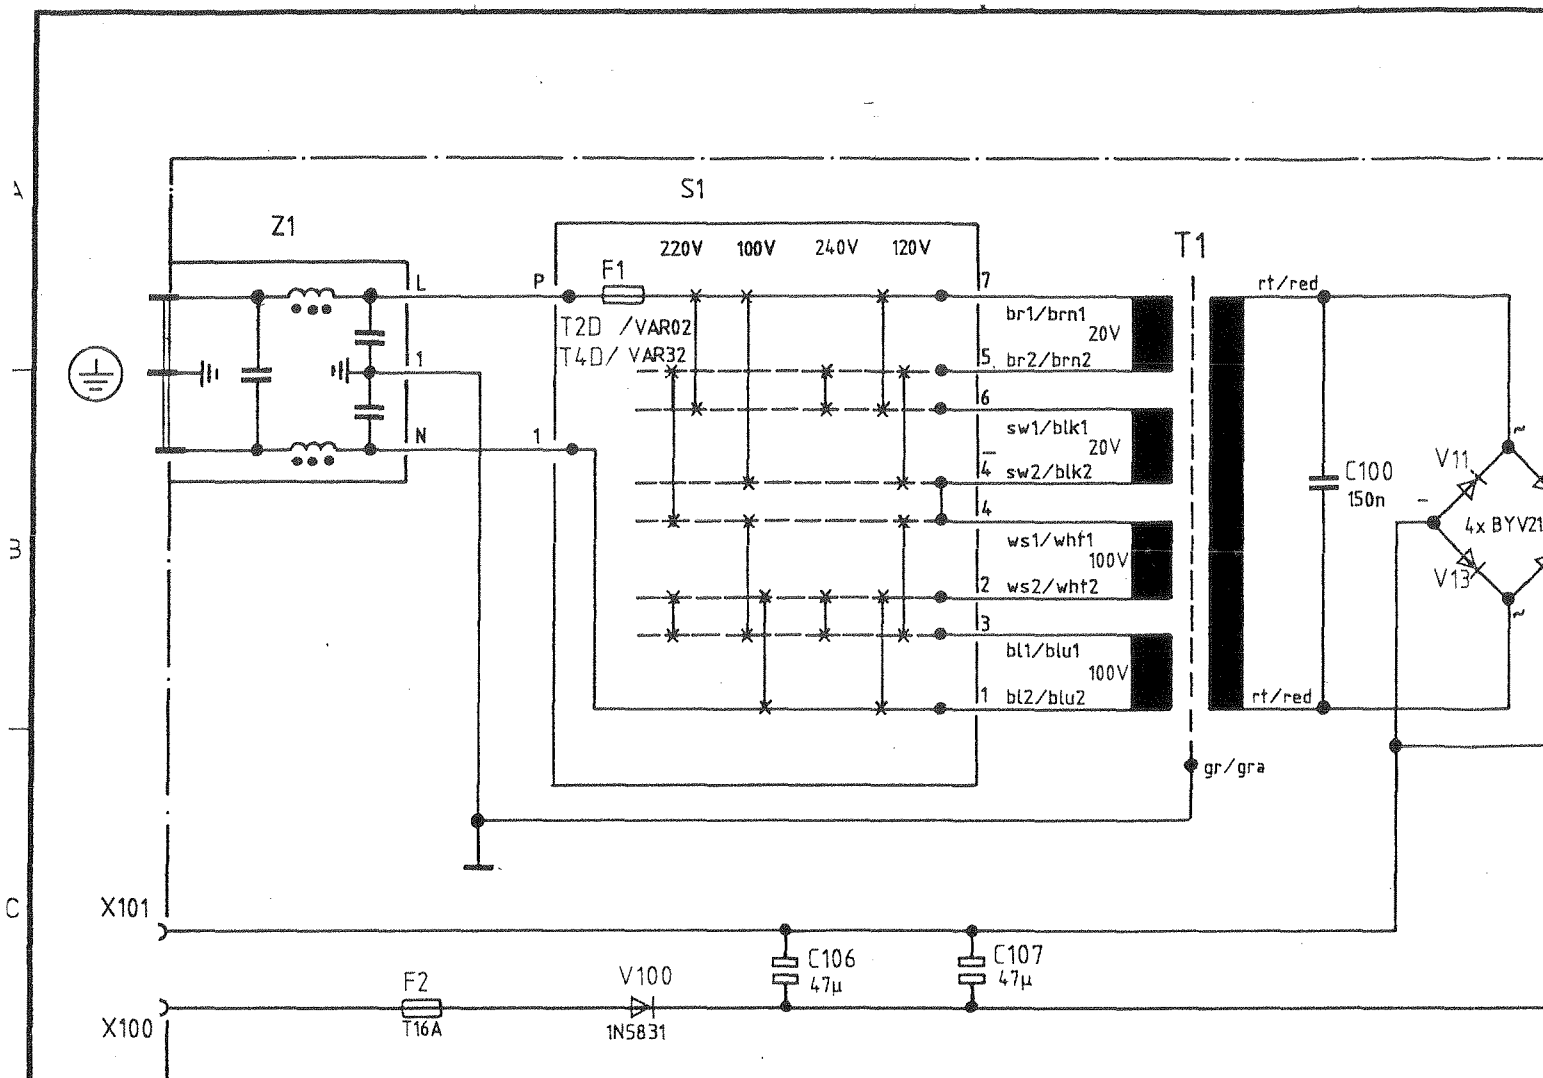 A
S1
Z1
T1
220V 100V 240V 120V
L
P
F1
7
rt/red
br1/brn1
20V
T2D /VAR02
T4D/ VAR32
1
5 br2/brn2
6
sw1/blk1
20V
N
1
4 sw2/blk2
~
V11
C100
150n
-
4
4x BYV21
B
ws1/wht1
100V
V13
2 ws2/wht2
~
3
bl1/blu1
100V
1 bl2/blu2
rt/red
gr/gra
C
X101
C106
47µ
C107
47µ
F2
V100
X100
T16A
1N5831